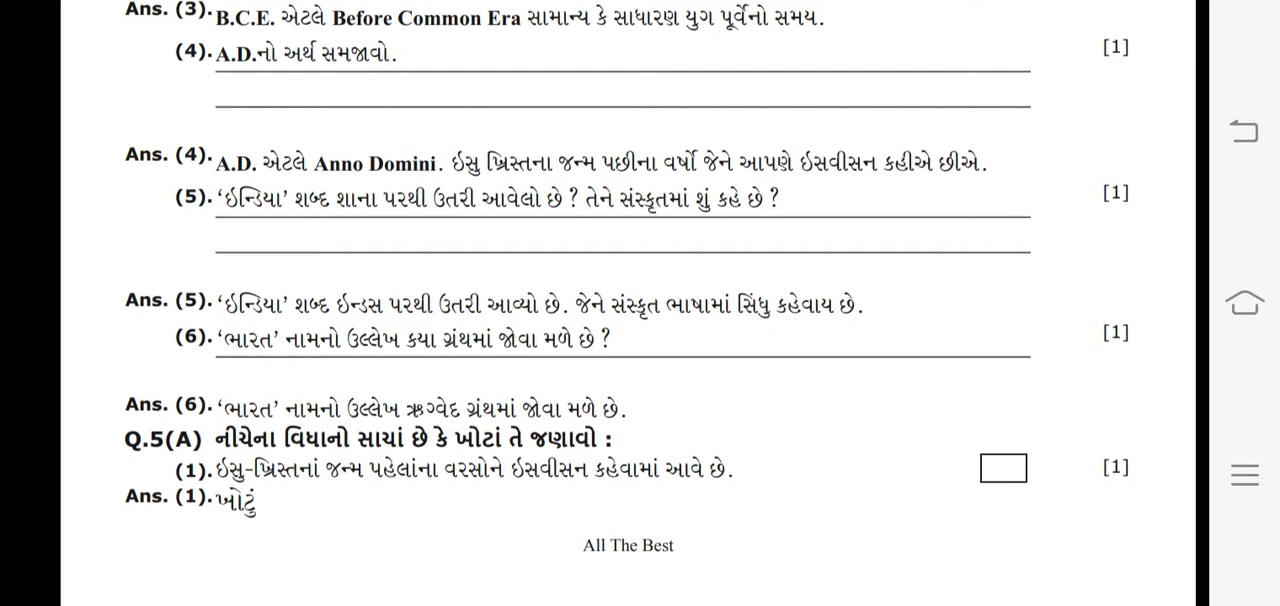 Ans. (3). B.C.E. એટલે Before Common Era સામાન્ય કે સાધારણ યુગ પૂર્વેનો સમય.
(4). A.D.નો અર્થ સમજાવો. [1]
Ans. (4). A.D. એટલે Anno Domini. ઇસુ ખ્રિસ્તના જન્મ પછીના વર્ષો જેને આપણે ઇસવીસન કહીએ છીએ.
(5). ‘ઇન્ડિયા’ શબ્દ શાના પરથી ઉતરી આવેલો છે ? તેને સંસ્કૃતમાં શું કહે છે ? [1]
Ans. (5). ‘ઇન્ડિયા’ શબ્દ ઇન્ડસ પરથી ઉતરી આવ્યો છે. જેને સંસ્કૃત ભાષામાં સિંધુ કહેવાય છે.
(6). ‘ભારત’ નામનો ઉલ્લેખ કયા ગ્રંથમાં જોવા મળે છે ? [1]
Ans. (6). ‘ભારત’ નામનો ઉલ્લેખ ઋગ્વેદ ગ્રંથમાં જોવા મળે છે.
Q.5(A) નીચેના વિધાનો સાચાં છે કે ખોટાં તે જણાવો :
(1). ઇસુ-ખ્રિસ્તનાં જન્મ પહેલાંના વરસોને ઇસવીસન કહેવામાં આવે છે. [1]
Ans. (1). ખોટું
All The Best